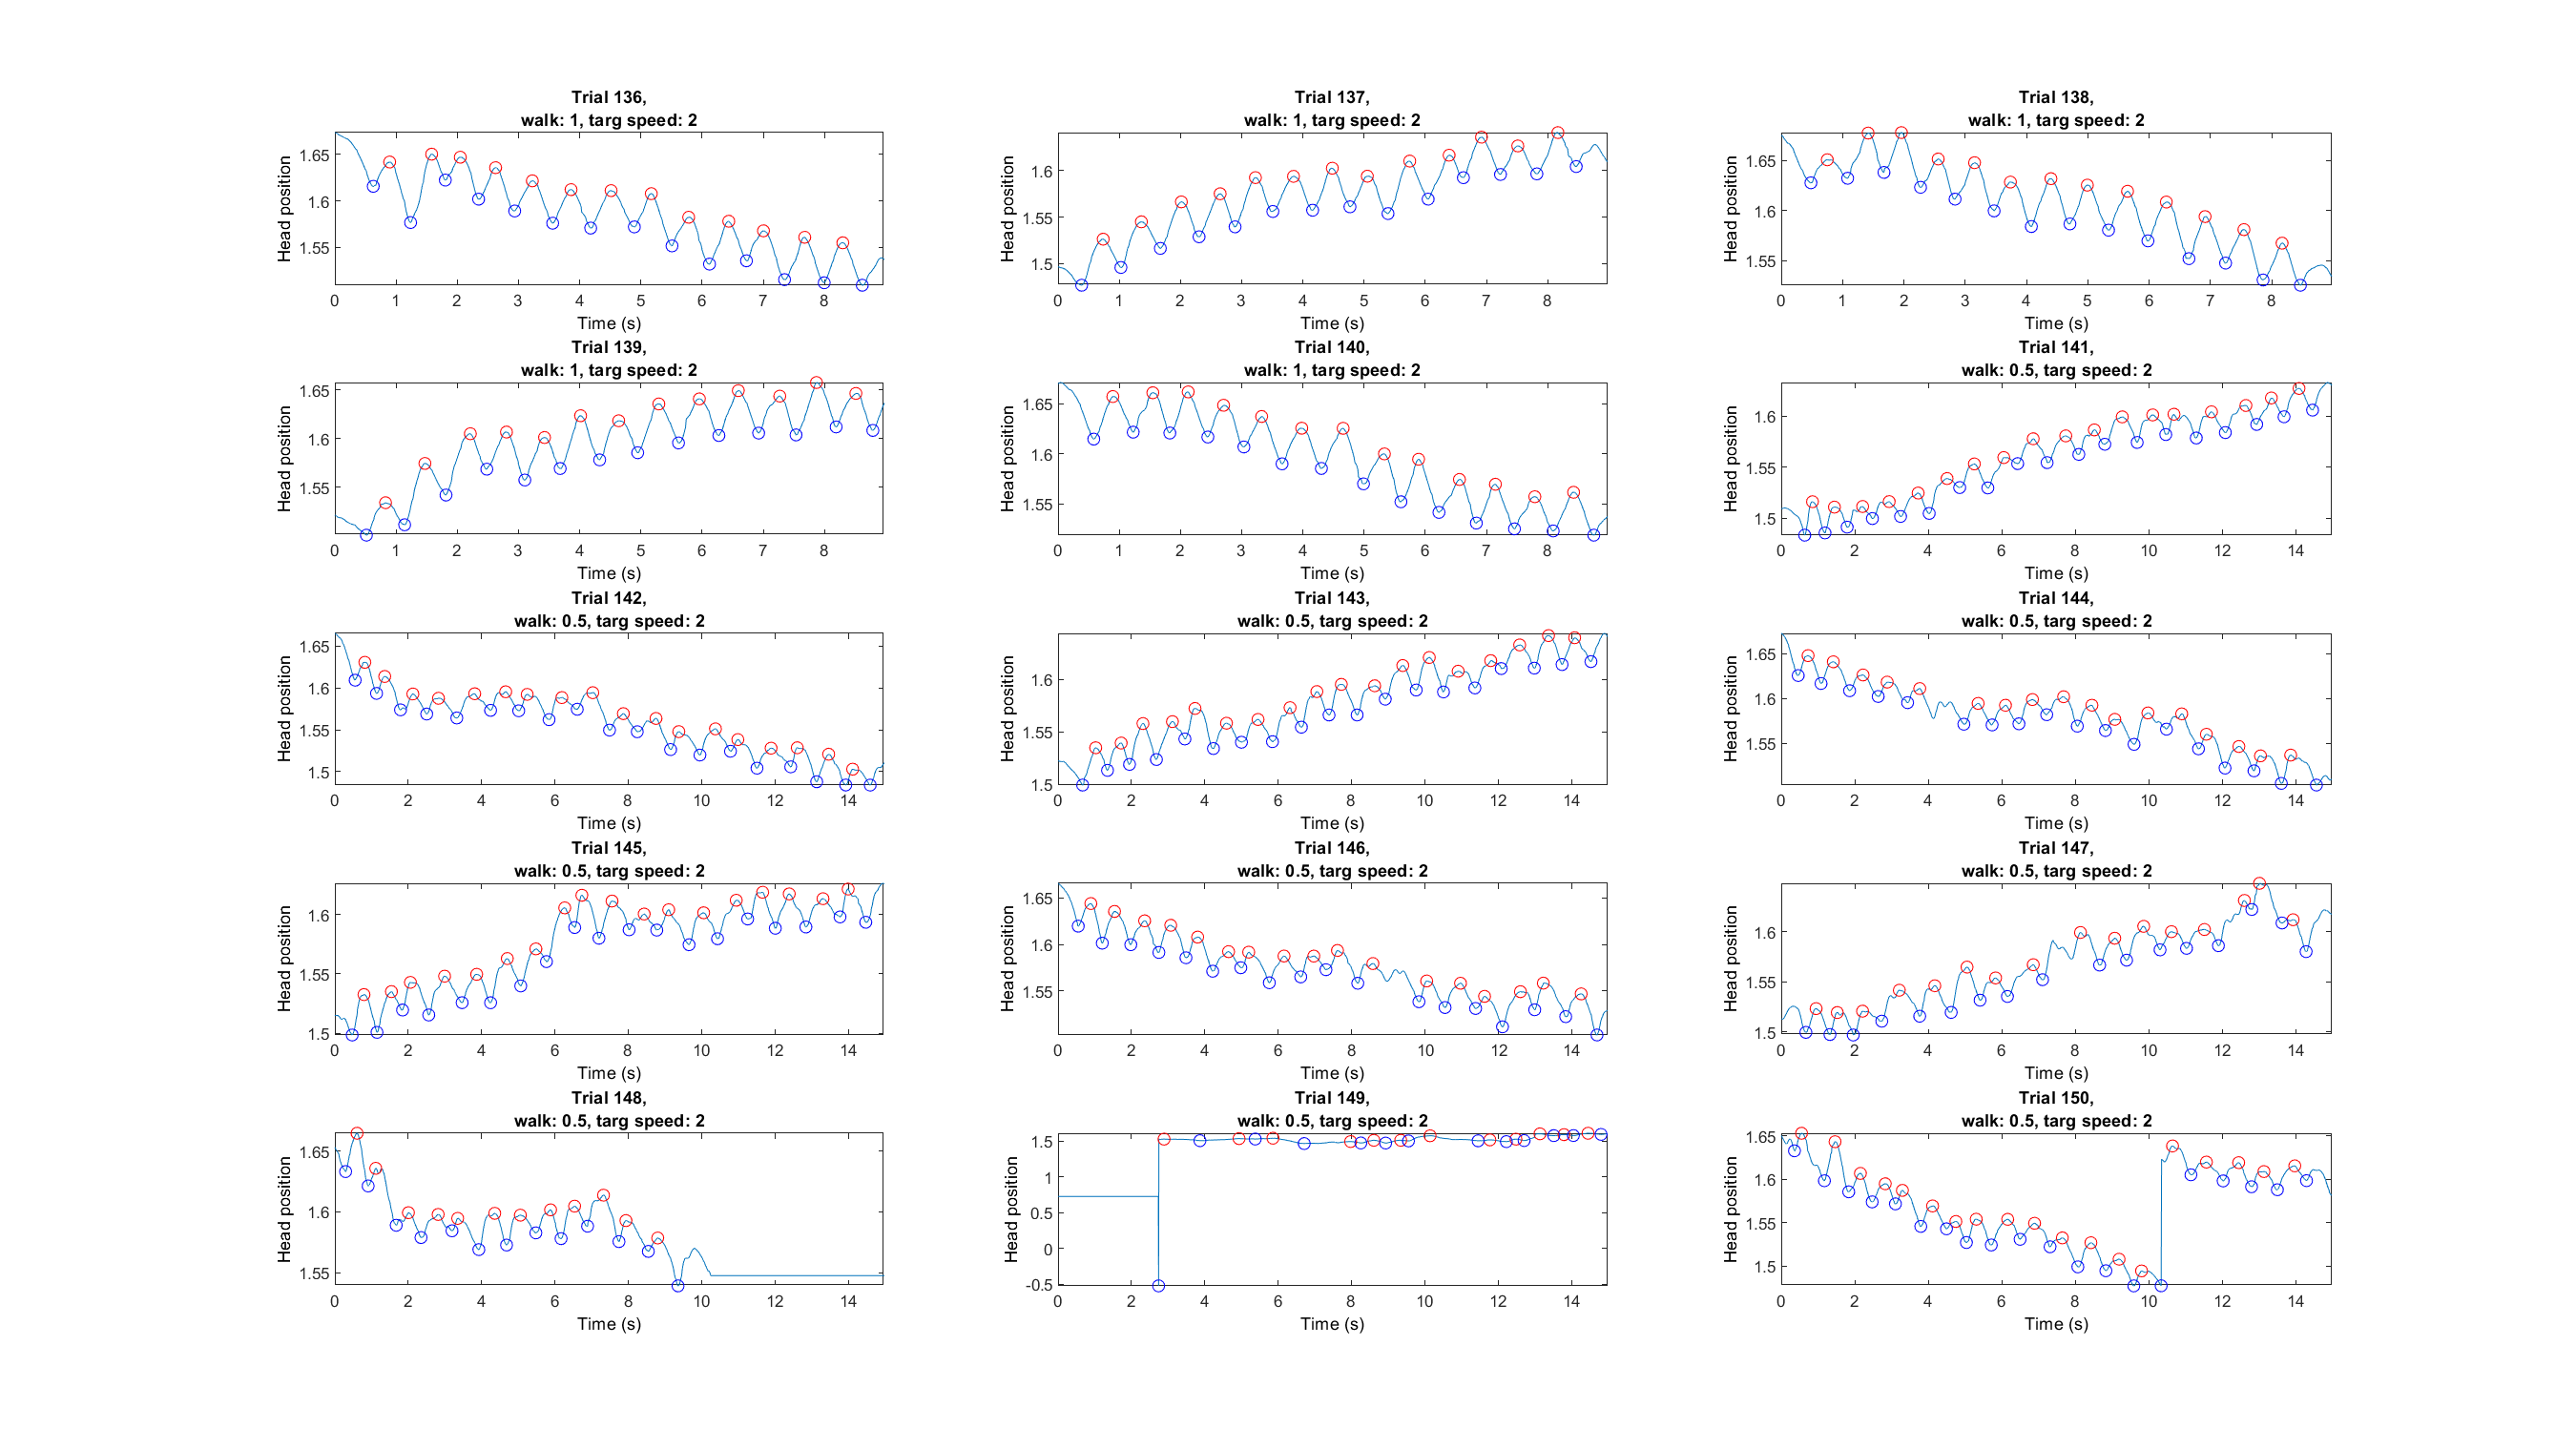 Trial 136,
walk: 1, targ speed: 2
Head position
1.65
1.6
1.55
0 1 2 3 4 5 6 7 8
Time (s)
Trial 137,
walk: 1, targ speed: 2
Head position
1.6
1.55
1.5
0 1 2 3 4 5 6 7 8
Time (s)
Trial 138,
walk: 1, targ speed: 2
Head position
1.65
1.6
1.55
0 1 2 3 4 5 6 7 8
Time (s)
Trial 139,
walk: 1, targ speed: 2
Head position
1.65
1.6
1.55
0 1 2 3 4 5 6 7 8
Time (s)
Trial 140,
walk: 1, targ speed: 2
Head position
1.65
1.6
1.55
0 1 2 3 4 5 6 7 8
Time (s)
Trial 141,
walk: 0.5, targ speed: 2
Head position
1.6
1.55
1.5
0 2 4 6 8 10 12 14
Time (s)
Trial 142,
walk: 0.5, targ speed: 2
Head position
1.65
1.6
1.55
1.5
0 2 4 6 8 10 12 14
Time (s)
Trial 143,
walk: 0.5, targ speed: 2
Head position
1.6
1.55
1.5
0 2 4 6 8 10 12 14
Time (s)
Trial 144,
walk: 0.5, targ speed: 2
Head position
1.65
1.6
1.55
0 2 4 6 8 10 12 14
Time (s)
Trial 145,
walk: 0.5, targ speed: 2
Head position
1.6
1.55
1.5
0 2 4 6 8 10 12 14
Time (s)
Trial 146,
walk: 0.5, targ speed: 2
Head position
1.65
1.6
1.55
0 2 4 6 8 10 12 14
Time (s)
Trial 147,
walk: 0.5, targ speed: 2
Head position
1.6
1.55
1.5
0 2 4 6 8 10 12 14
Time (s)
Trial 148,
walk: 0.5, targ speed: 2
Head position
1.65
1.6
1.55
0 2 4 6 8 10 12 14
Time (s)
Trial 149,
walk: 0.5, targ speed: 2
Head position
1.5
1
0.5
0
-0.5
0 2 4 6 8 10 12 14
Time (s)
Trial 150,
walk: 0.5, targ speed: 2
Head position
1.65
1.6
1.55
1.5
0 2 4 6 8 10 12 14
Time (s)